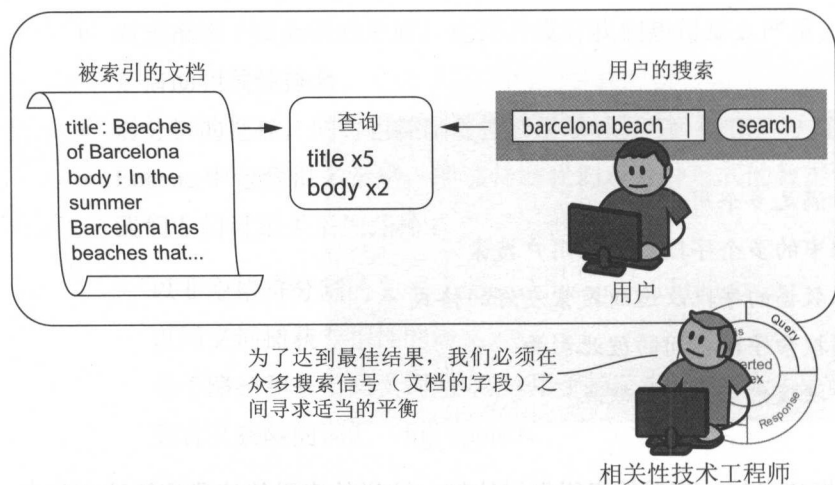 被索引的文档
title : Beaches
of Barcelona
body : In the
summer
Barcelona has
beaches that...
查询
title x5
body x2
用户的搜索
barcelona beach
search
用户
为了达到最佳结果，我们必须在
众多搜索信号（文档的字段）之
间寻求适当的平衡
Query
Response
相关性技术工程师